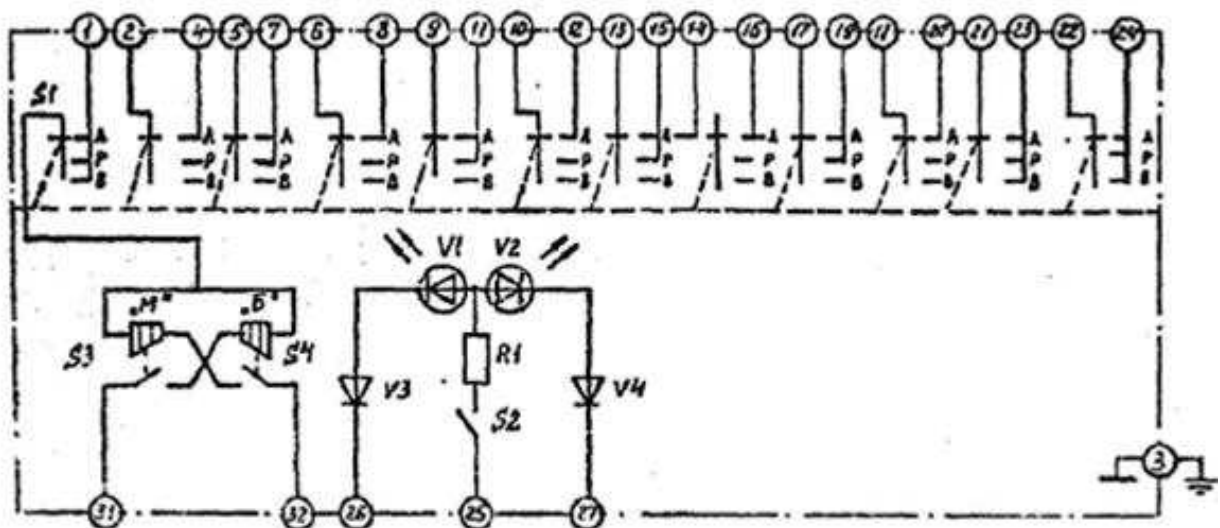 1 2 4 5 7 6 8 9 11 10 12 13 15 14 16 17 18 20 21 23 22 24
S1
А А А А А А А А А А А
Р Р Р Р Р Р Р Р Р Р Р
В Б В В В В В В В В В
V1 V2
„М" „Б"
S3 S4 R1
V3 S2 V4
3
31 32 26 25 27